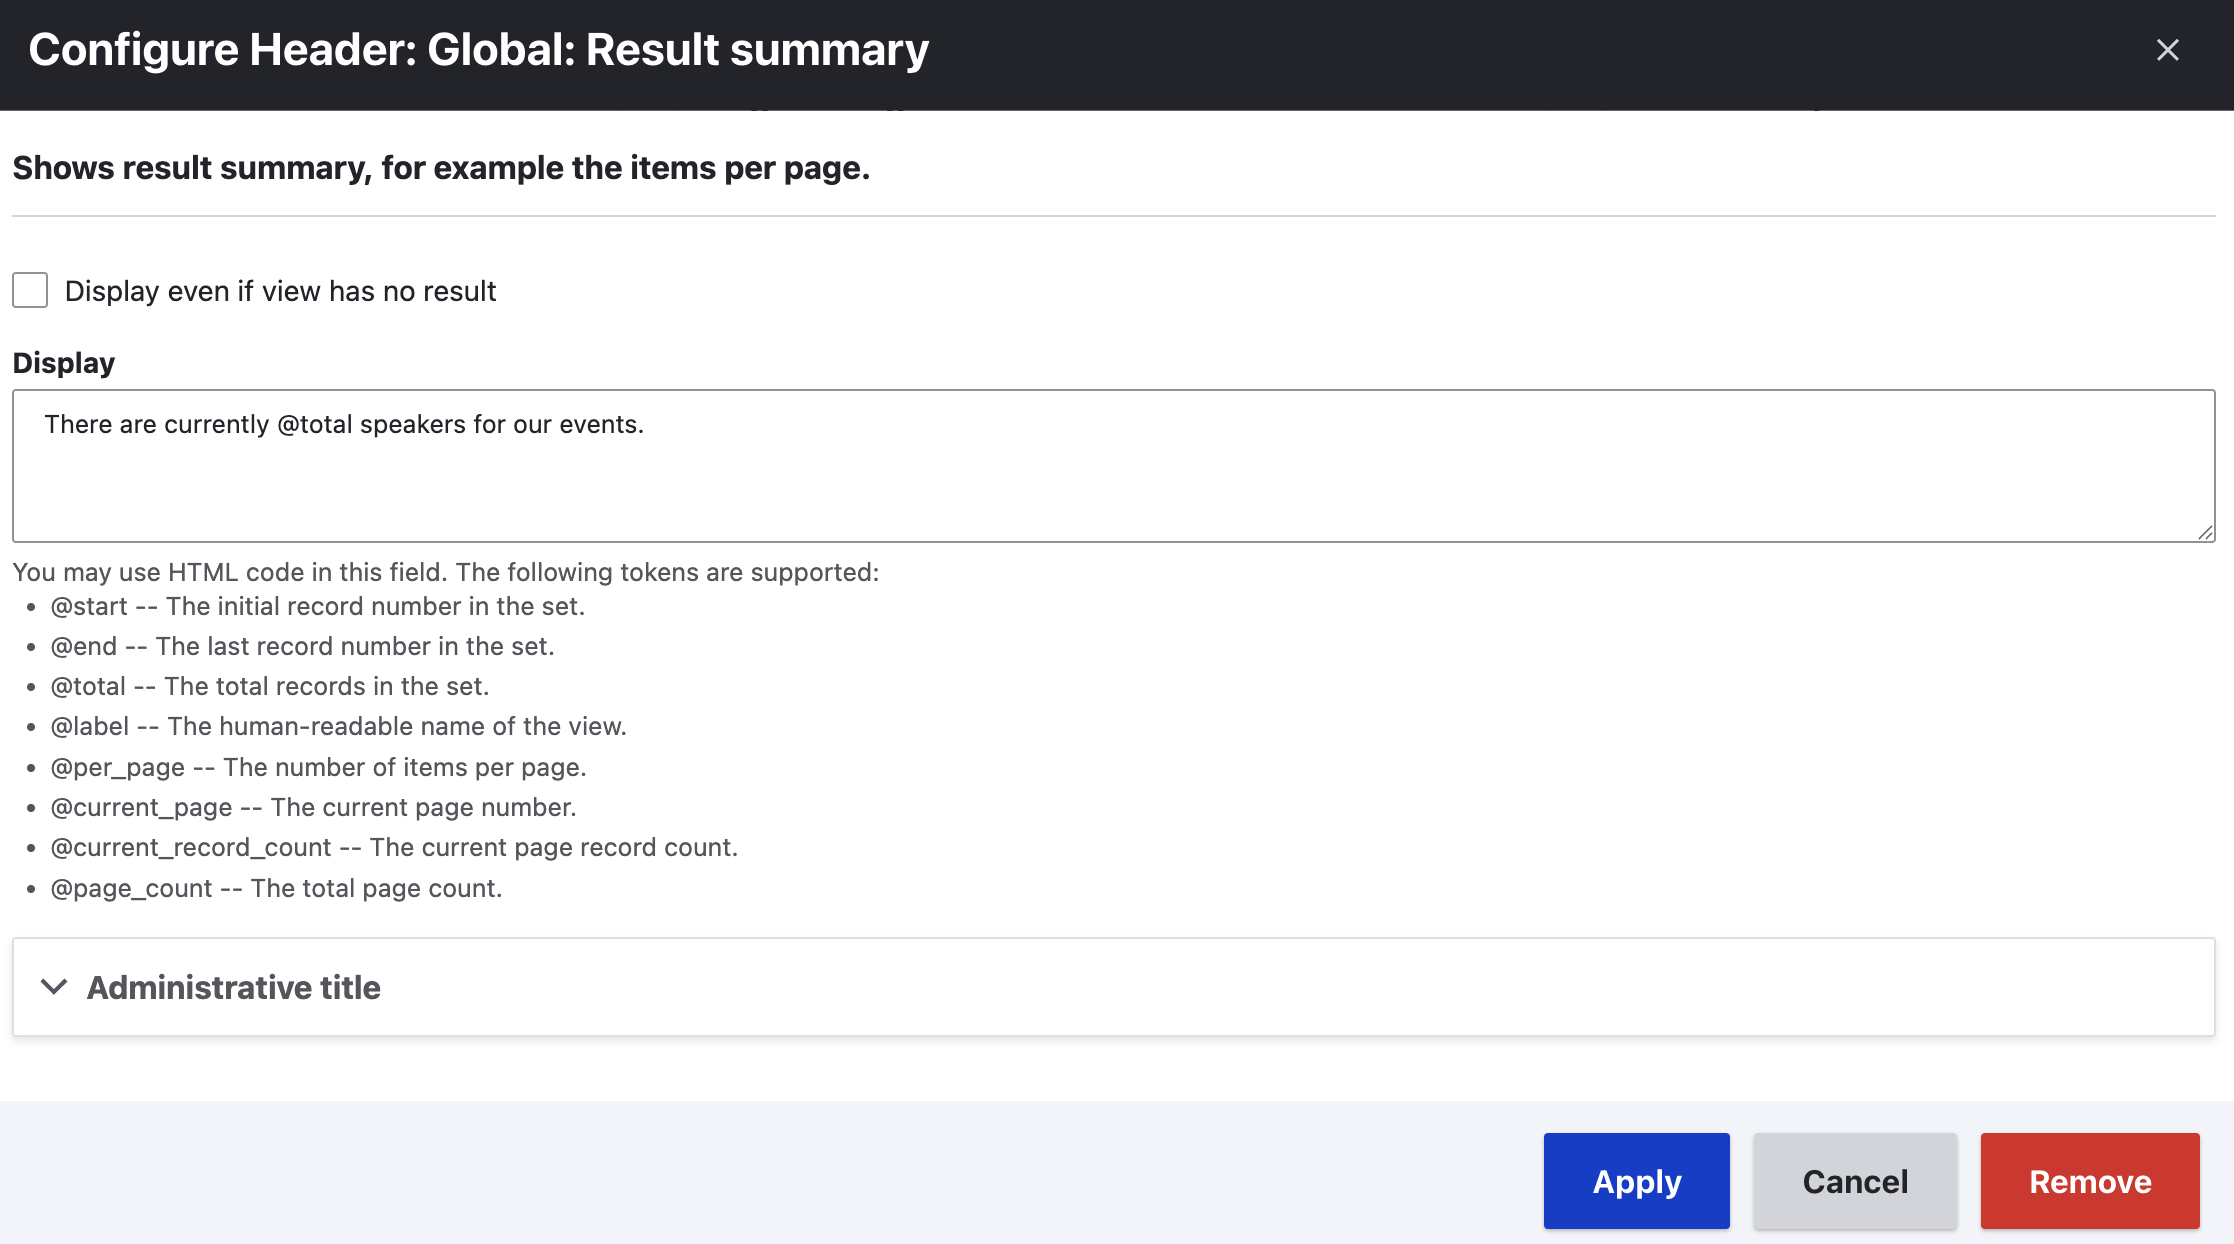 Configure Header: Global: Result summary
Shows result summary, for example the items per page.
Display even if view has no result
Display
There are currently @total speakers for our events.
You may use HTML code in this field. The following tokens are supported:
• @start -- The initial record number in the set.
• @end -- The last record number in the set.
• @total -- The total records in the set.
• @label -- The human-readable name of the view.
• @per_page -- The number of items per page.
• @current_page -- The current page number.
• @current_record_count -- The current page record count.
• @page_count -- The total page count.
Administrative title
Apply Cancel Remove